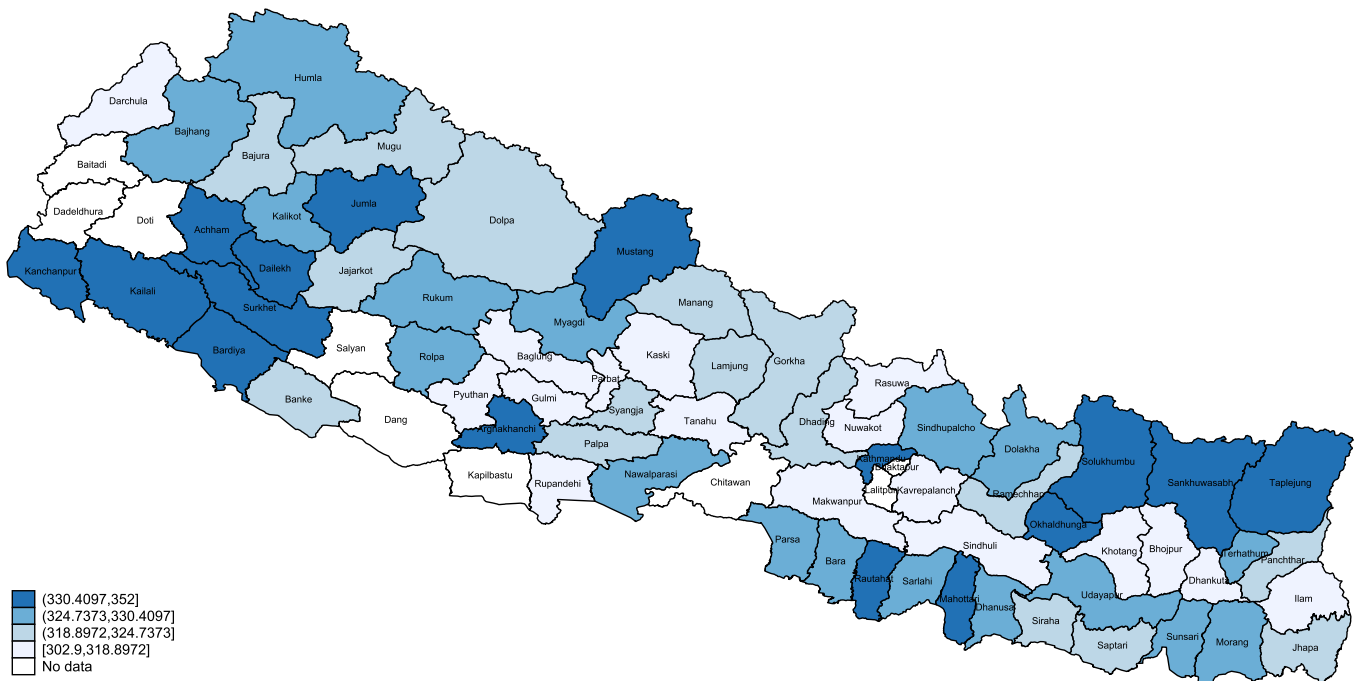 Humla
Darchula
Bajhang
Mugu
Bajura
Baitadi
Jumla
Dadeldhura
Doti
Kalikot
Dolpa
Achham
Mustang
Kanchanpur
Dailekh
Jajarkot
Kailali
Rukum
Manang
Surkhet
Myagdi
Salyan
Bardiya
Rolpa
Baglung
Kaski
Gorkha
Lamjung
Parbat
Rasuwa
Banke
Pyuthan
Gulmi
Syangja
Dang
Tanahu
Dhading
Nuwakot
Sindhupalcho
Arghakhanchi
Palpa
Dolakha
Kathmandu
Solukhumbu
Bhaktapur
Kapilbastu
Nawalparasi
Rupandehi
Chitawan
Lalitpur
Kavrepalanch
Ramechhap
Sankhuwasabh
Taplejung
Makwanpur
Okhaldhunga
Parsa
Sindhuli
Khotang
Bhojpur
Terhathum
Panchthar
Bara
Rautahat
Sarlahi
Dhankuta
Udayapur
Mahottari
Dhanusa
Ilam
Siraha
Saptari
Sunsari
Morang
Jhapa
(330.4097,352]
(324.7373,330.4097]
(318.8972,324.7373]
[302.9,318.8972]
No data